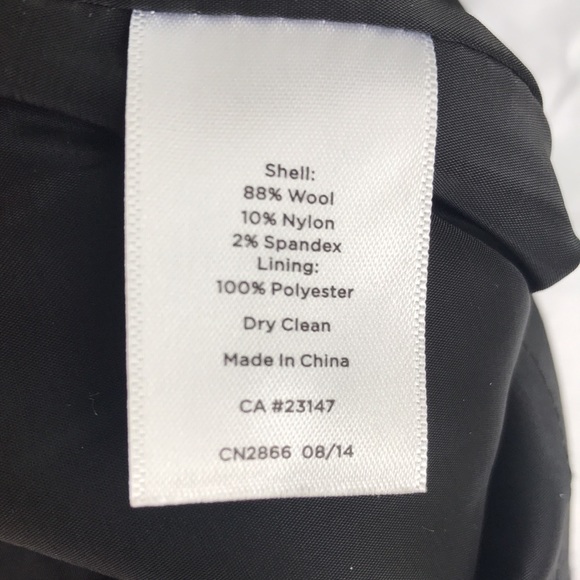 Shell:
88% Wool
10% Nylon
2% Spandex
Lining:
100% Polyester
Dry Clean
Made In China
CA #23147
CN2866 08/14